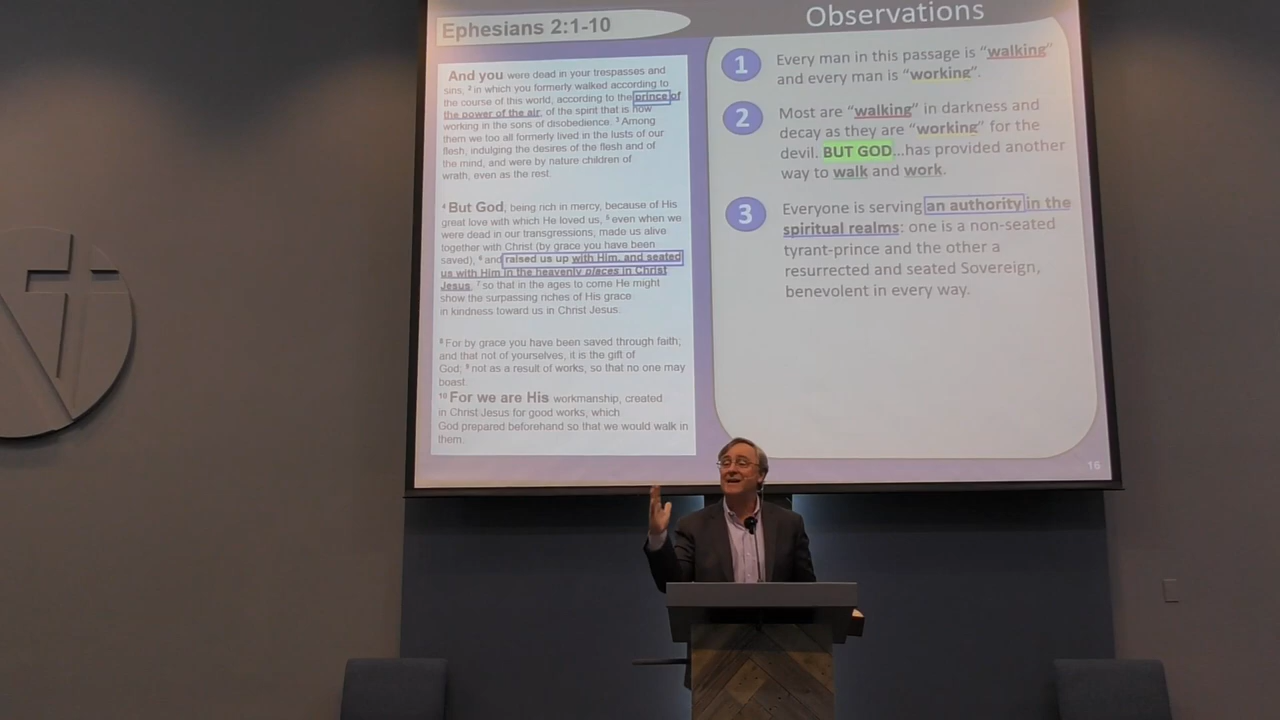 Ephesians 2:1-10
And you were dead in your trespasses and
sins, 2 in which you formerly walked according to
the course of this world, according to the prince of
the power of the air, of the spirit that is now
working in the sons of disobedience. 3 Among
them we too all formerly lived in the lusts of our
flesh, indulging the desires of the flesh and of
the mind, and were by nature children of
wrath, even as the rest.
4 But God, being rich in mercy, because of His
great love with which He loved us, 5 even when we
were dead in our transgressions, made us alive
together with Christ (by grace you have been
saved), 6 and raised us up with Him, and seated
us with Him in the heavenly places in Christ
Jesus, 7 so that in the ages to come He might
show the surpassing riches of His grace
in kindness toward us in Christ Jesus.
8 For by grace you have been saved through faith;
and that not of yourselves, it is the gift of
God; 9 not as a result of works, so that no one may
boast.
10 For we are His workmanship, created
in Christ Jesus for good works, which
God prepared beforehand so that we would walk in
them.
Observations
1 Every man in this passage is “walking”
and every man is “working”.
2 Most are “walking” in darkness and
decay as they are “working” for the
devil. BUT GOD...has provided another
way to walk and work.
3 Everyone is serving an authority in the
spiritual realms: one is a non-seated
tyrant-prince and the other a
resurrected and seated Sovereign,
benevolent in every way.
16